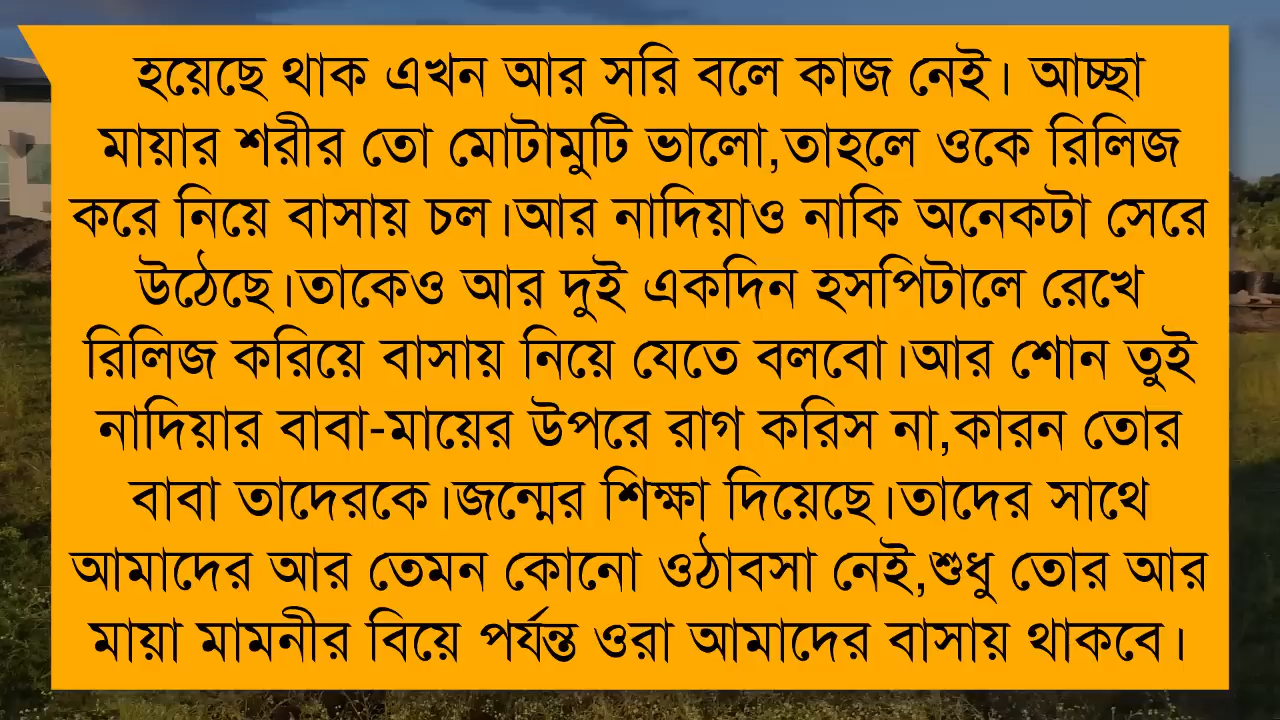 হয়েছে থাক এখন আর সরি বলে কাজ নেই। আচ্ছা
মায়ার শরীর তো মোটামুটি ভালো,তাহলে ওকে রিলিজ
করে নিয়ে বাসায় চল।আর নাদিয়াও নাকি অনেকটা সেরে
উঠেছে।তাকেও আর দুই একদিন হসপিটালে রেখে
রিলিজ করিয়ে বাসায় নিয়ে যেতে বলবো।আর শোন তুই
নাদিয়ার বাবা-মায়ের উপরে রাগ করিস না,কারন তোর
বাবা তাদেরকে।জন্মের শিক্ষা দিয়েছে।তাদের সাথে
আমাদের আর তেমন কোনো ওঠাবসা নেই,শুধু তোর আর
মায়া মামনীর বিয়ে পর্যন্ত ওরা আমাদের বাসায় থাকবে।